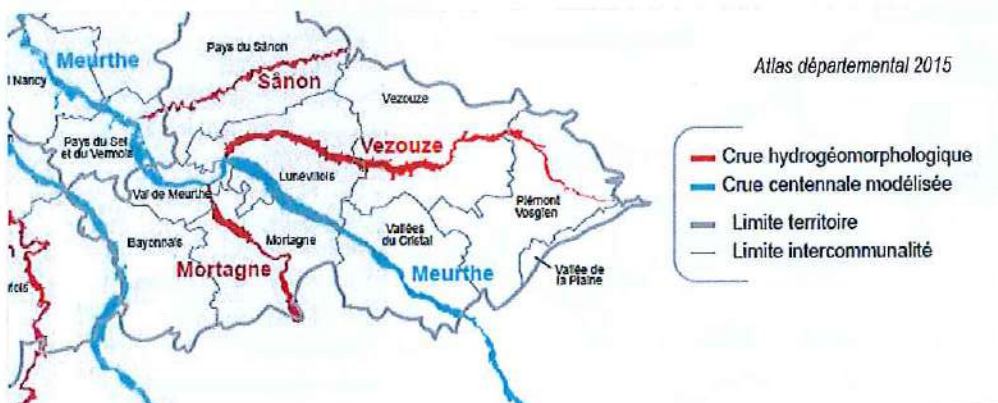 Meurthe
Pays du Sânon
Sânon
Nancy
Vezouze
Pays du Sel
et du Vermois
Vezouze
Lunévillois
Val de Meurthe
Piémont
Vosgien
Bayonnais
Mortagne
Vallées
du Cristal
Mortagne
Meurthe
Vallée de
la Plaine
Atlas départemental 2015
Crue hydrogéomorphologique
Crue centennale modélisée
Limite territoire
Limite intercommunalité